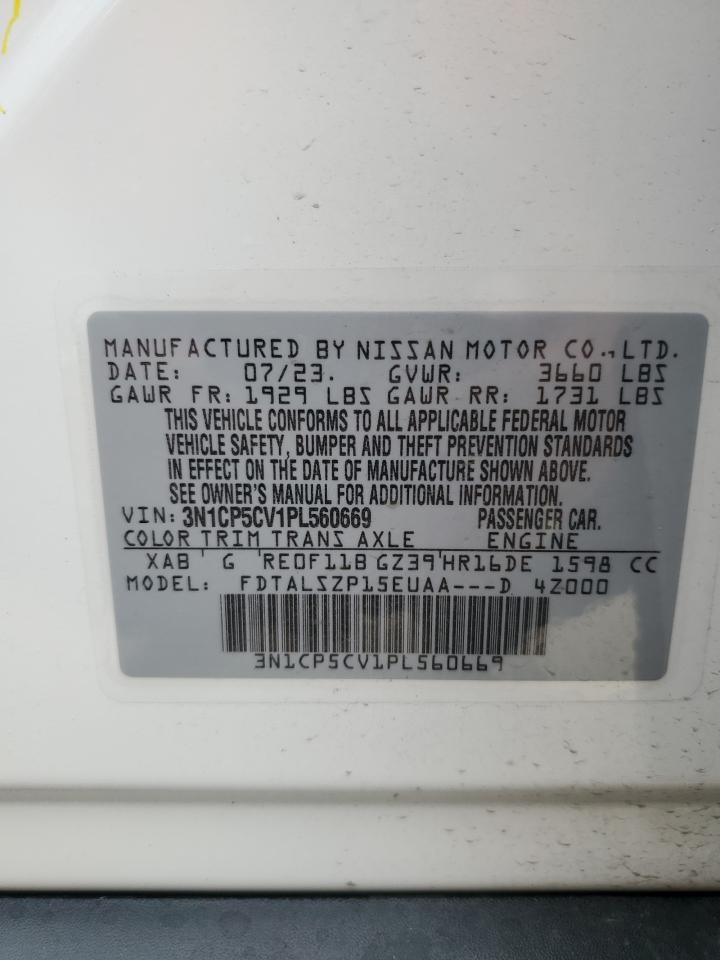 MANUFACTURED BY NISSAN MOTOR CO., LTD.
DATE: 07/23. GVWR: 3660 LBS
GAWR FR: 1929 LBS GAWR RR: 1731 LBS
THIS VEHICLE CONFORMS TO ALL APPLICABLE FEDERAL MOTOR
VEHICLE SAFETY, BUMPER AND THEFT PREVENTION STANDARDS
IN EFFECT ON THE DATE OF MANUFACTURE SHOWN ABOVE.
SEE OWNER'S MANUAL FOR ADDITIONAL INFORMATION.
VIN: 3N1CP5CV1PL560669 PASSENGER CAR.
COLOR TRIM TRANS AXLE ENGINE
XAB ' G ' RE0F11B GZ39 ' HR16DE 1598 CC
MODEL: FDTALSZP15EUAA---D 4Z000
3N1CP5CV1PL560669